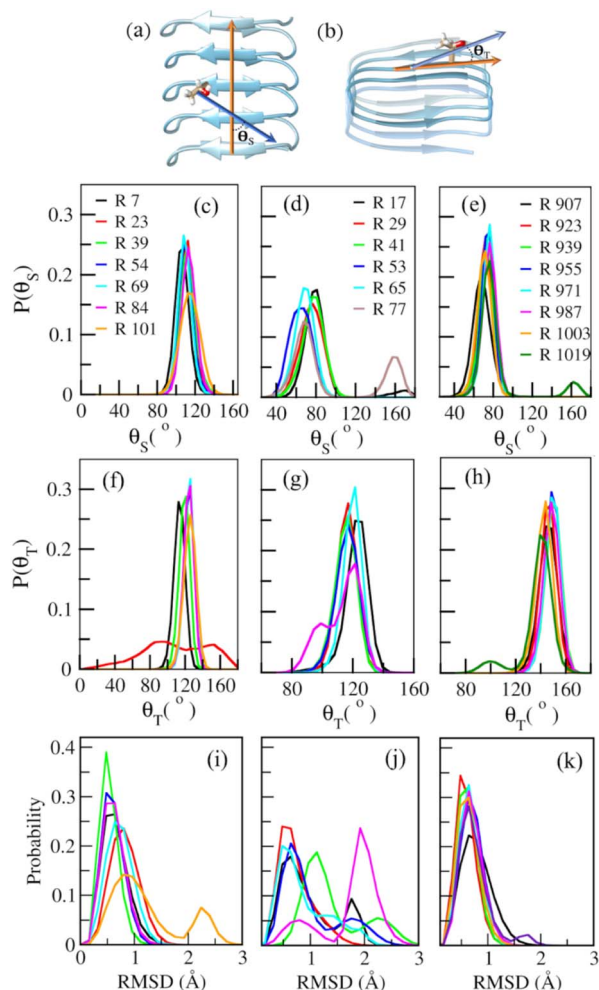 (a)
(b)
θS
θT
(c)
(d)
(e)
R 7
R 23
R 39
R 54
R 69
R 84
R 101
R 17
R 29
R 41
R 53
R 65
R 77
R 907
R 923
R 939
R 955
R 971
R 987
R 1003
R 1019
P(θS)
0.3
0.2
0.1
0
0 40 80 120 160
40 80 120 160
40 80 120 160
θS(°)
θS(°)
θS(°)
(f)
(g)
(h)
P(θT)
0.3
0.2
0.1
0
0 40 80 120 160
80 120 160
80 120 160
θT(°)
θT(°)
θT(°)
(i)
(j)
(k)
Probability
0.4
0.3
0.2
0.1
0
0 1 2 3
1 2 3
0 1 2 3
RMSD (Å)
RMSD (Å)
RMSD (Å)